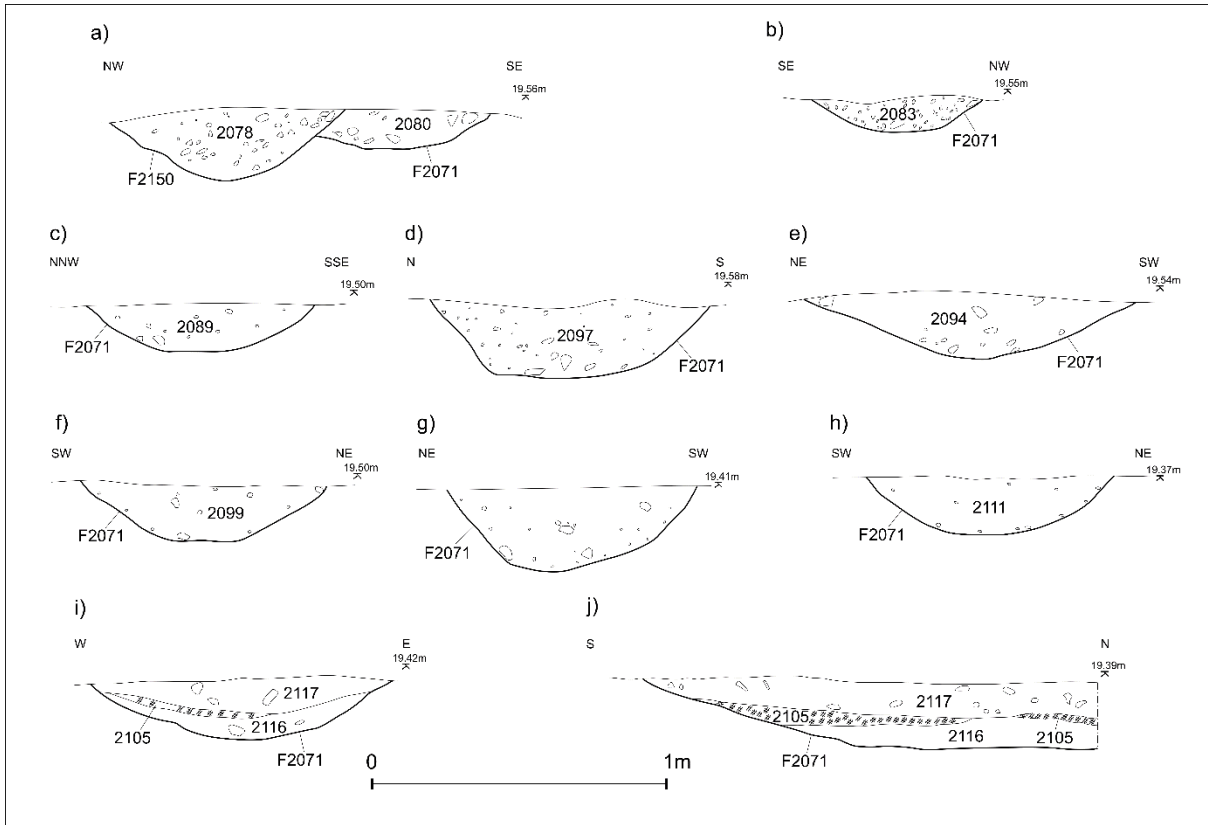 a)
NW
SE
19.56m
2078
2080
F2150
F2071
b)
SE
NW
19.55m
2083
F2071
c)
NNW
SSE
19.50m
2089
F2071
d)
N
S
19.58m
2097
F2071
e)
NE
SW
19.54m
2094
F2071
f)
SW
NE
19.50m
2099
F2071
g)
NE
SW
19.41m
F2071
h)
SW
NE
19.37m
2111
F2071
i)
W
E
19.42m
2117
2105
2116
F2071
j)
S
N
19.39m
2117
2105
2116
2105
F2071
0
1m